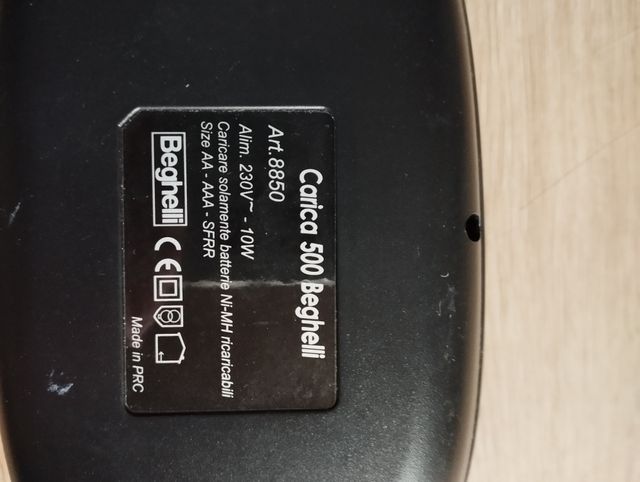 Carica 500 Beghelli
Art.8850
Alim. 230V~ - 10W
Caricare solamente batterie Ni-MH ricaricabili
Size AA - AAA - SFRR
Beghelli CE
Made in PRC